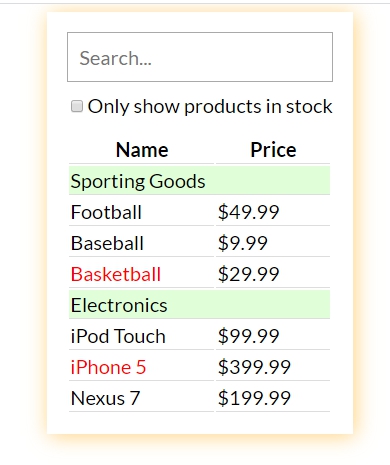 Search...
Only show products in stock
Name Price
Sporting Goods
Football $49.99
Baseball $9.99
Basketball $29.99
Electronics
iPod Touch $99.99
iPhone 5 $399.99
Nexus 7 $199.99